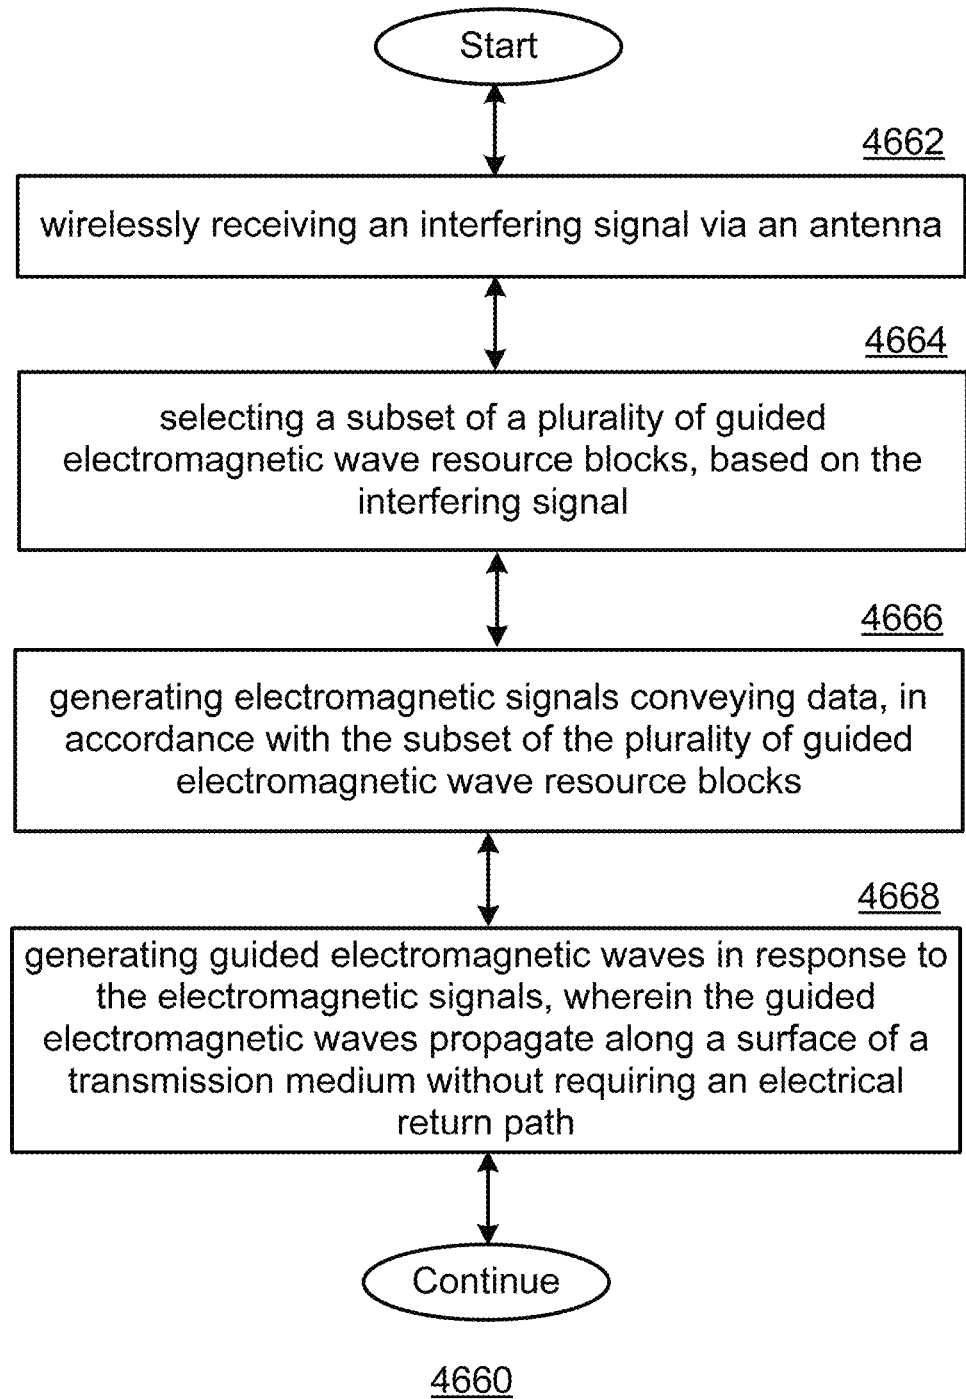 Start
4662
wirelessly receiving an interfering signal via an antenna
4664
selecting a subset of a plurality of guided
electromagnetic wave resource blocks, based on the
interfering signal
4666
generating electromagnetic signals conveying data, in
accordance with the subset of the plurality of guided
electromagnetic wave resource blocks
4668
generating guided electromagnetic waves in response to
the electromagnetic signals, wherein the guided
electromagnetic waves propagate along a surface of a
transmission medium without requiring an electrical
return path
Continue
4660